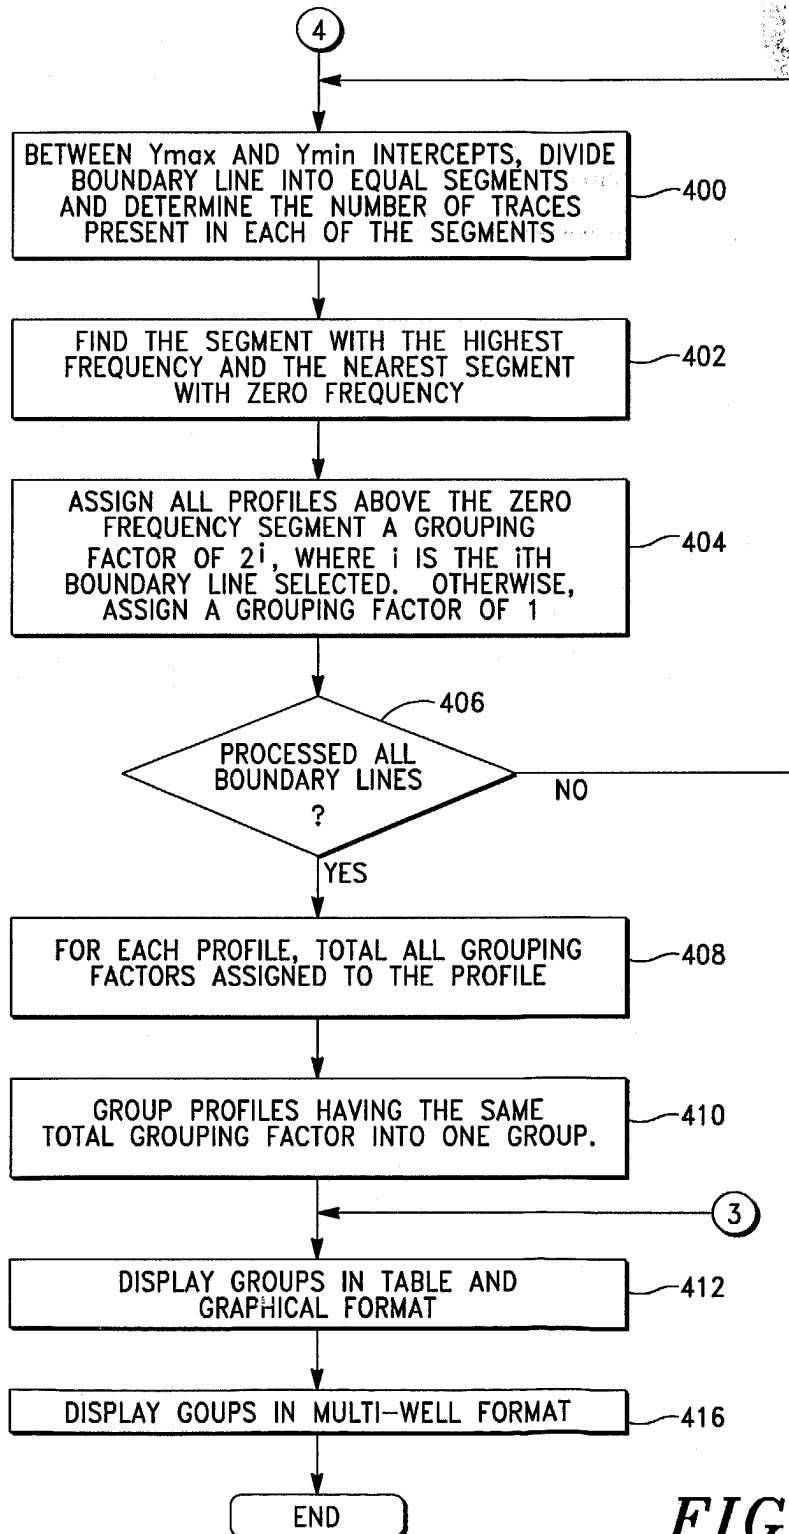 4
BETWEEN Ymax AND Ymin INTERCEPTS, DIVIDE
BOUNDARY LINE INTO EQUAL SEGMENTS
AND DETERMINE THE NUMBER OF TRACES
PRESENT IN EACH OF THE SEGMENTS
400
FIND THE SEGMENT WITH THE HIGHEST
FREQUENCY AND THE NEAREST SEGMENT
WITH ZERO FREQUENCY
402
ASSIGN ALL PROFILES ABOVE THE ZERO
FREQUENCY SEGMENT A GROUPING
FACTOR OF 2^i, WHERE i IS THE iTH
BOUNDARY LINE SELECTED. OTHERWISE,
ASSIGN A GROUPING FACTOR OF 1
404
406
PROCESSED ALL
BOUNDARY LINES
?
NO
YES
FOR EACH PROFILE, TOTAL ALL GROUPING
FACTORS ASSIGNED TO THE PROFILE
408
GROUP PROFILES HAVING THE SAME
TOTAL GROUPING FACTOR INTO ONE GROUP.
410
3
DISPLAY GROUPS IN TABLE AND
GRAPHICAL FORMAT
412
DISPLAY GOUPS IN MULTI-WELL FORMAT
416
END
FIG